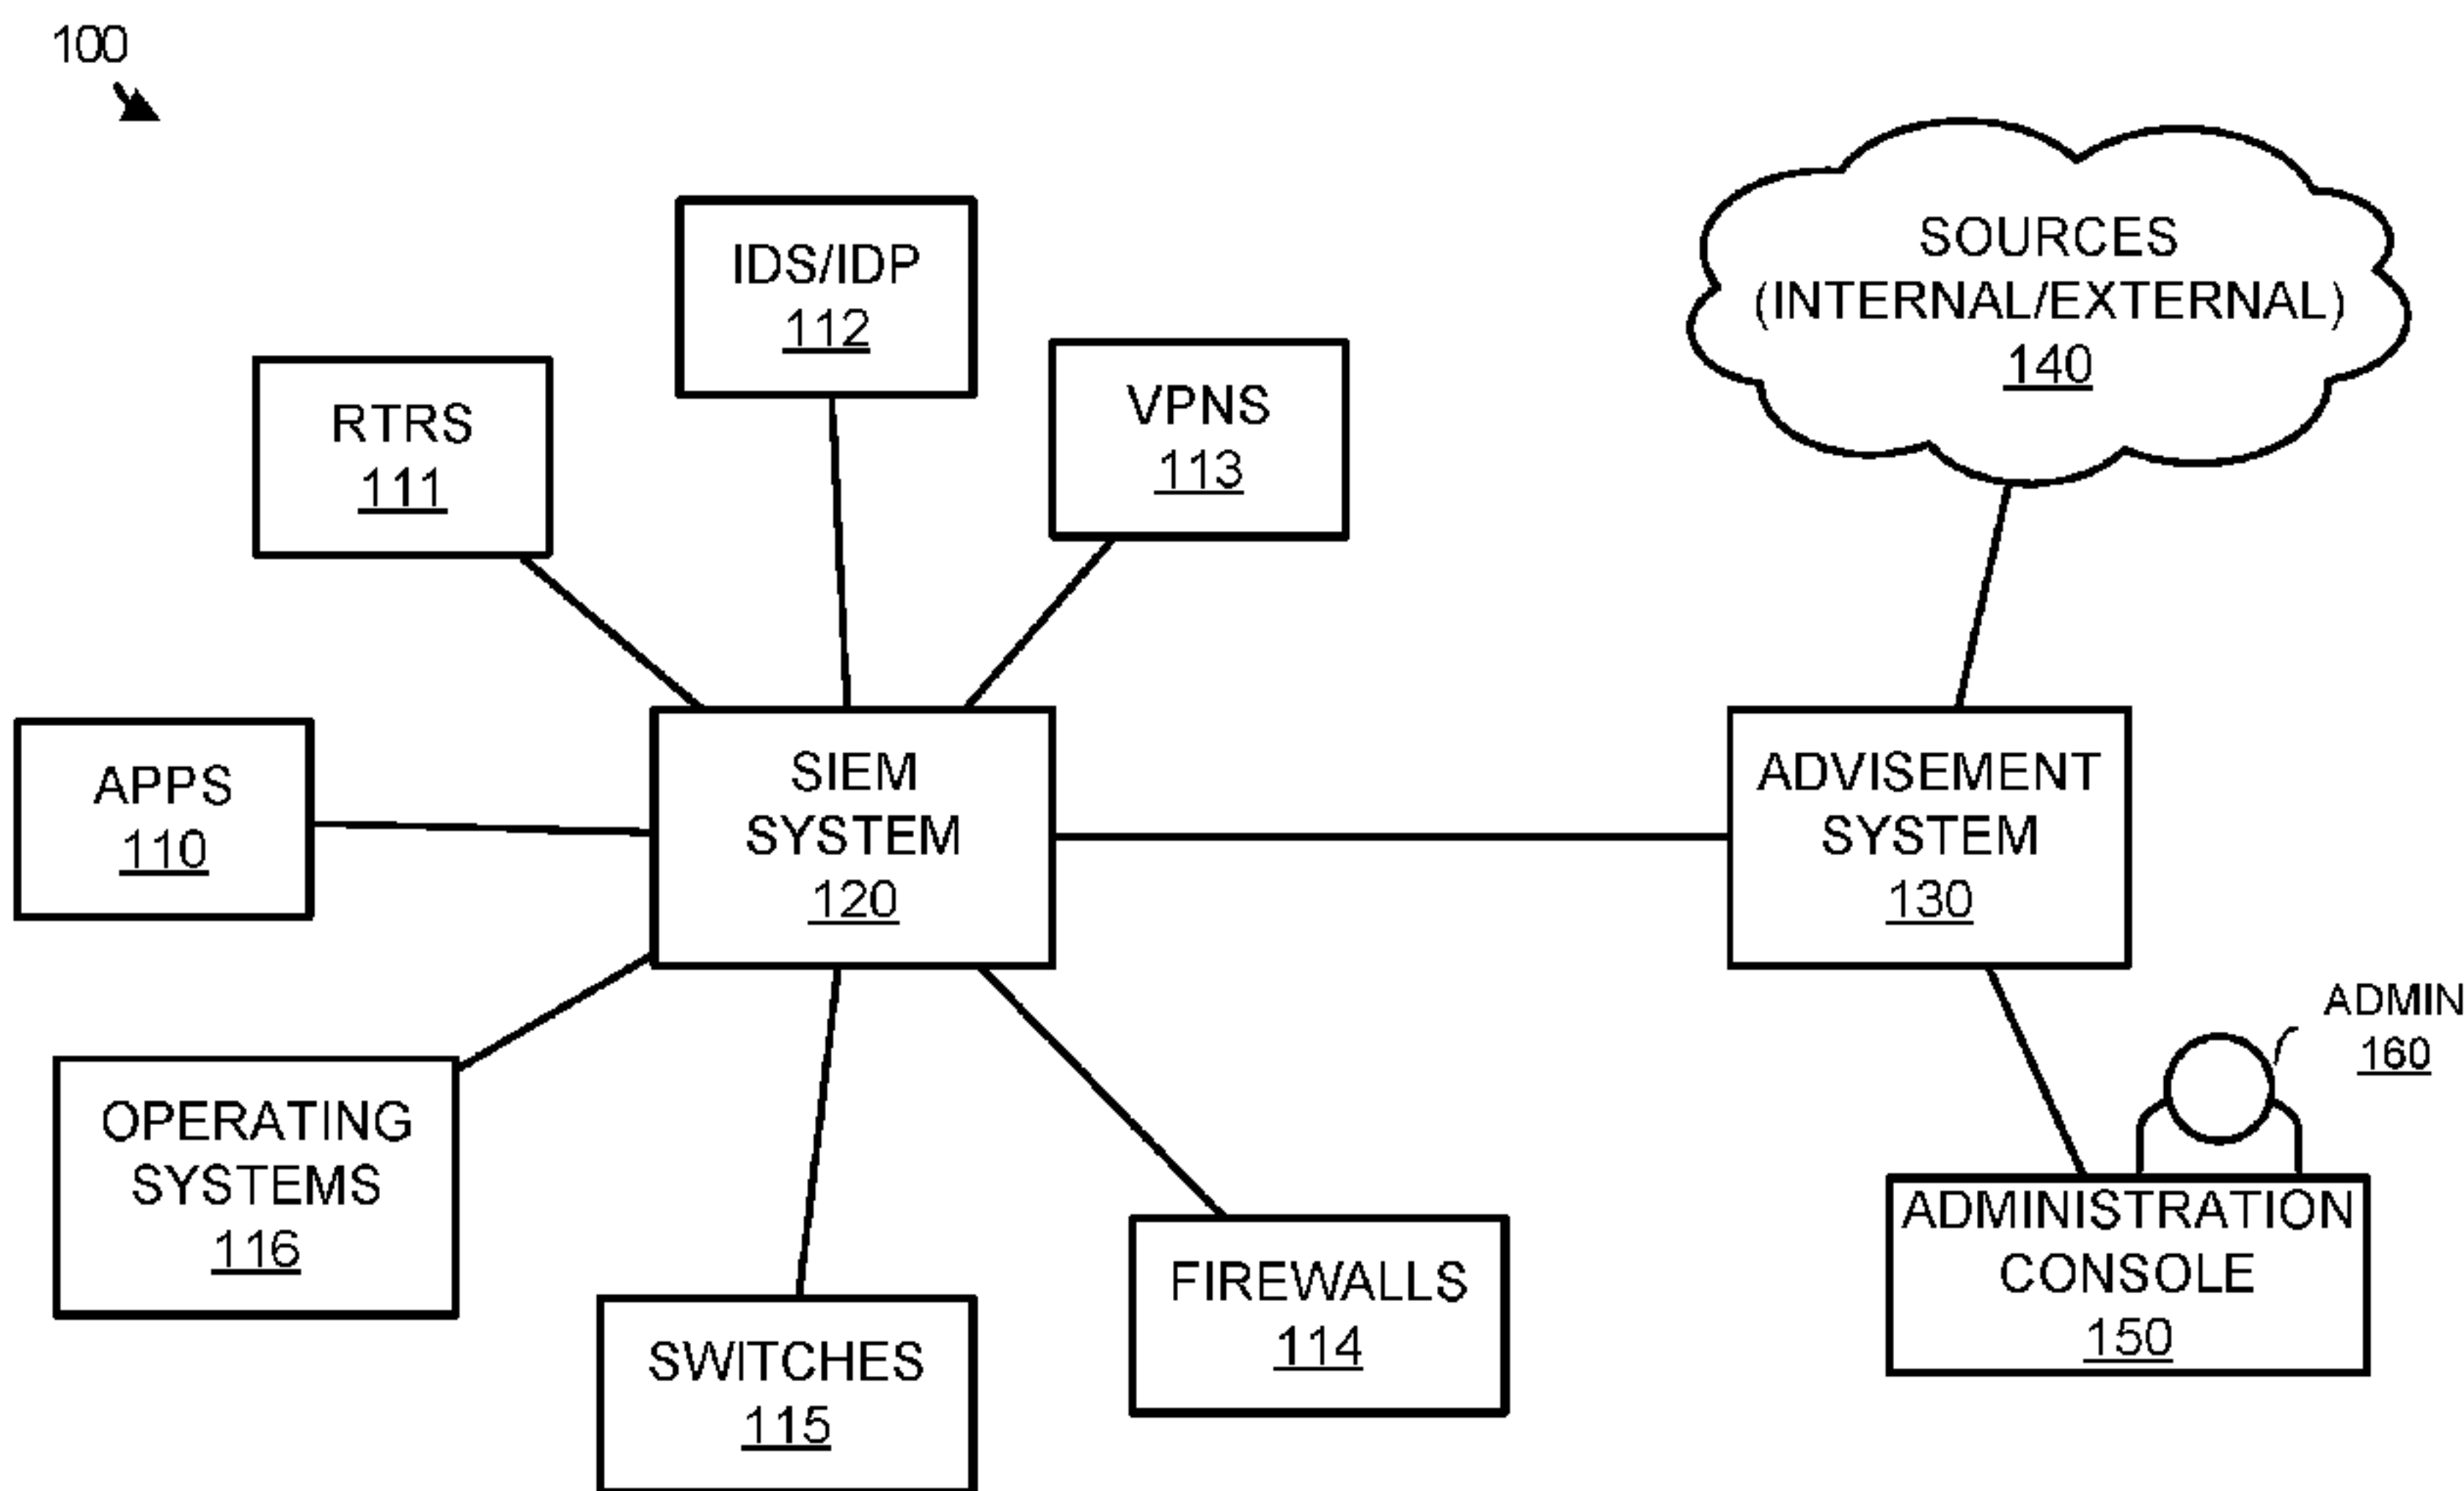 100
IDS/IDP
112
RTRS
111
VPNS
113
SOURCES
(INTERNAL/EXTERNAL)
140
APPS
110
SIEM
SYSTEM
120
ADVISEMENT
SYSTEM
130
OPERATING
SYSTEMS
116
SWITCHES
115
FIREWALLS
114
ADMIN
160
ADMINISTRATION
CONSOLE
150